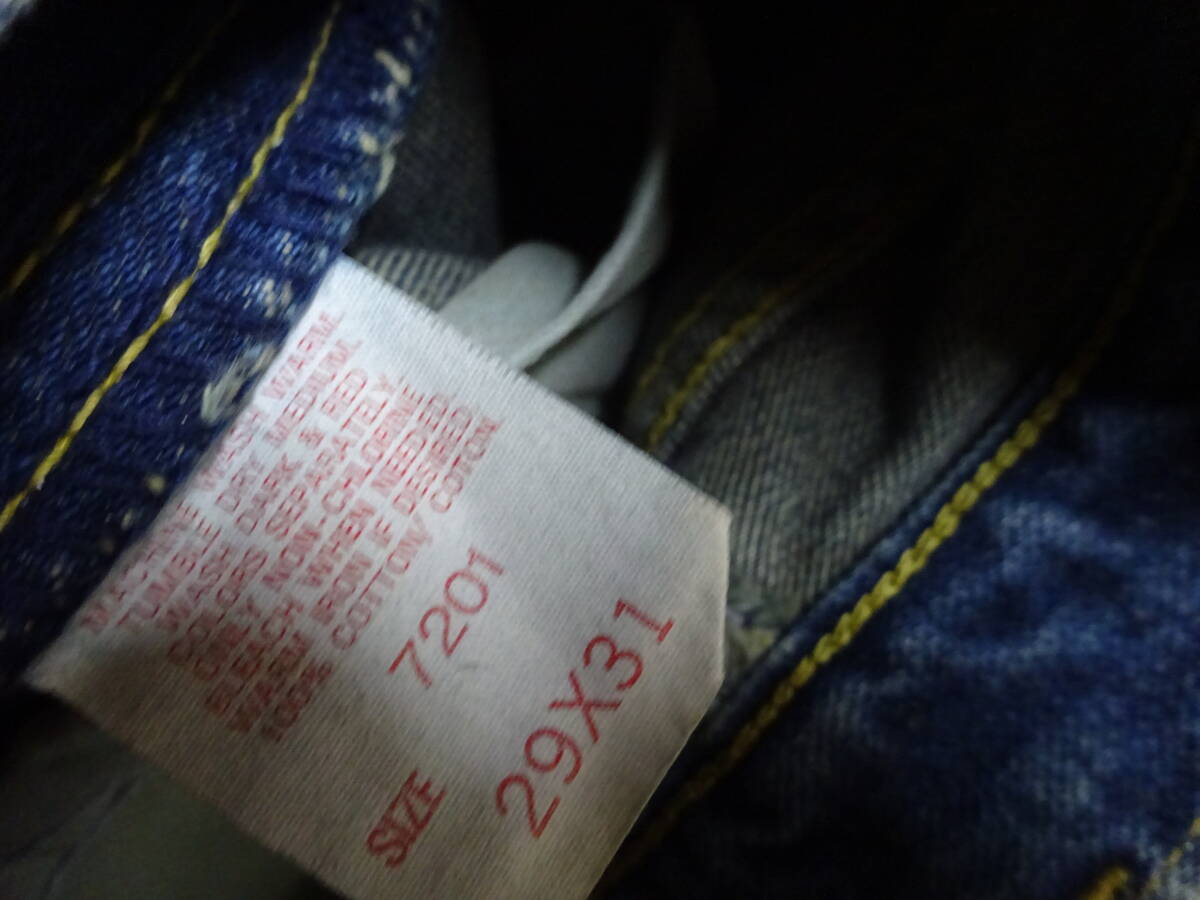 MACHINE WASH WARM
TUMBLE DRY MEDIUM.
WASH DARK & RED
COLORS SEPARATELY
ONLY NON-CHLORINE
BLEACH WHEN NEEDED
WARM IRON IF DESIRED
100% COTTON/ COTON
7201
SIZE
29X31